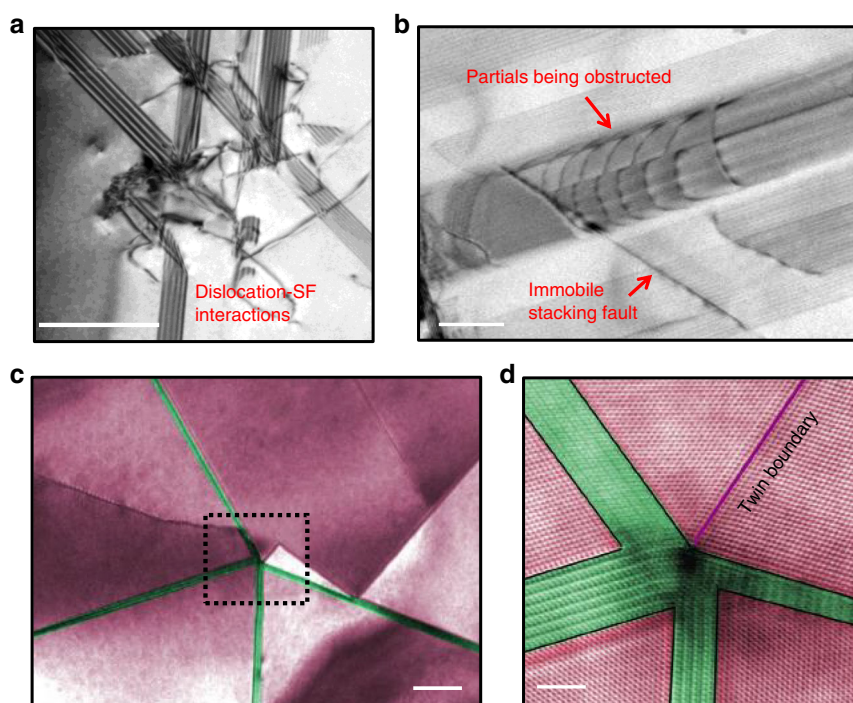 a
Dislocation-SF
interactions
b
Partials being obstructed
Immobile
stacking fault
c
d
Twin boundary